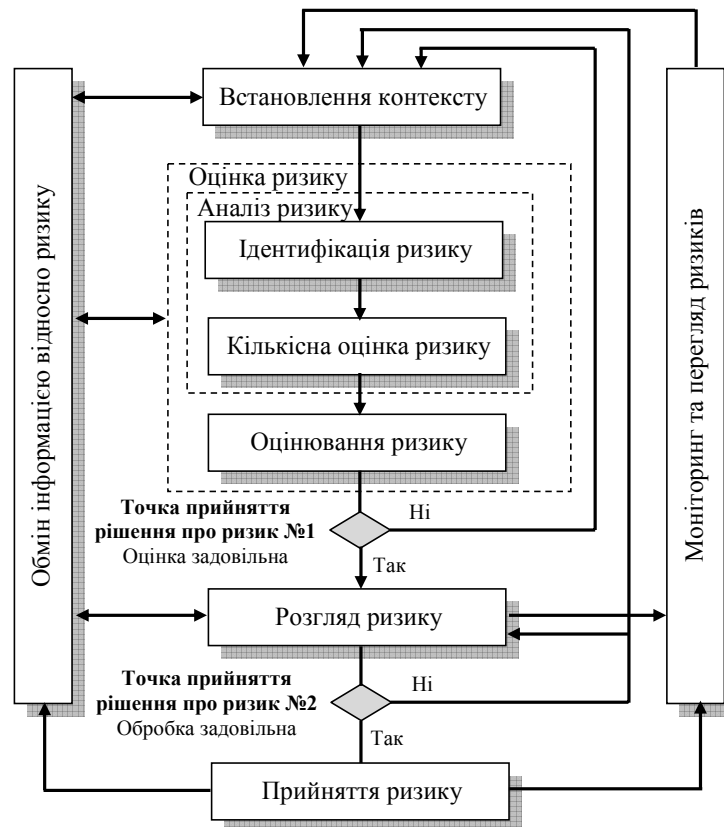 Встановлення контексту
Обмін інформацією відносно ризику
Моніторинг та перегляд ризиків
Оцінка ризику
Аналіз ризику
Ідентифікація ризику
Кількісна оцінка ризику
Оцінювання ризику
Точка прийняття
рішення про ризик №1
Оцінка задовільна
Ні
Так
Розгляд ризику
Точка прийняття
рішення про ризик №2
Обробка задовільна
Ні
Так
Прийняття ризику